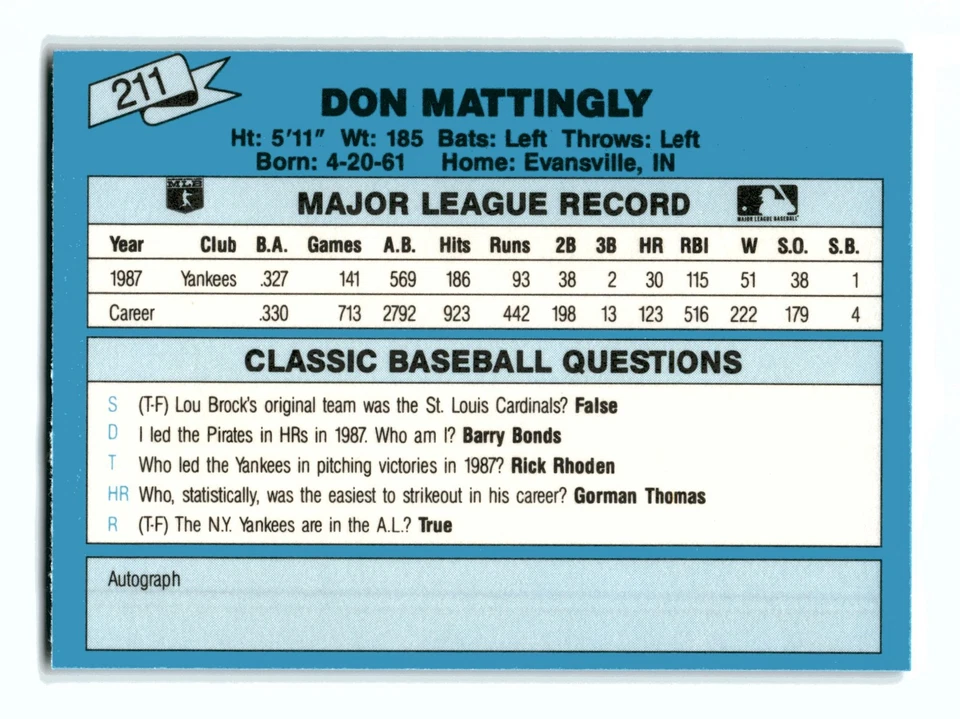 211
DON MATTINGLY
Ht: 5'11" Wt: 185 Bats: Left Throws: Left
Born: 4-20-61 Home: Evansville, IN
MLB
MAJOR LEAGUE RECORD
MAJOR LEAGUE BASEBALL
Year Club B.A. Games A.B. Hits Runs 2B 3B HR RBI W S.O. S.B.
1987 Yankees .327 141 569 186 93 38 2 30 115 51 38 1
Career .330 713 2792 923 442 198 13 123 516 222 179 4
CLASSIC BASEBALL QUESTIONS
S (T-F) Lou Brock's original team was the St. Louis Cardinals? False
D I led the Pirates in HRs in 1987. Who am I? Barry Bonds
T Who led the Yankees in pitching victories in 1987? Rick Rhoden
HR Who, statistically, was the easiest to strikeout in his career? Gorman Thomas
R (T-F) The N.Y. Yankees are in the A.L.? True
Autograph